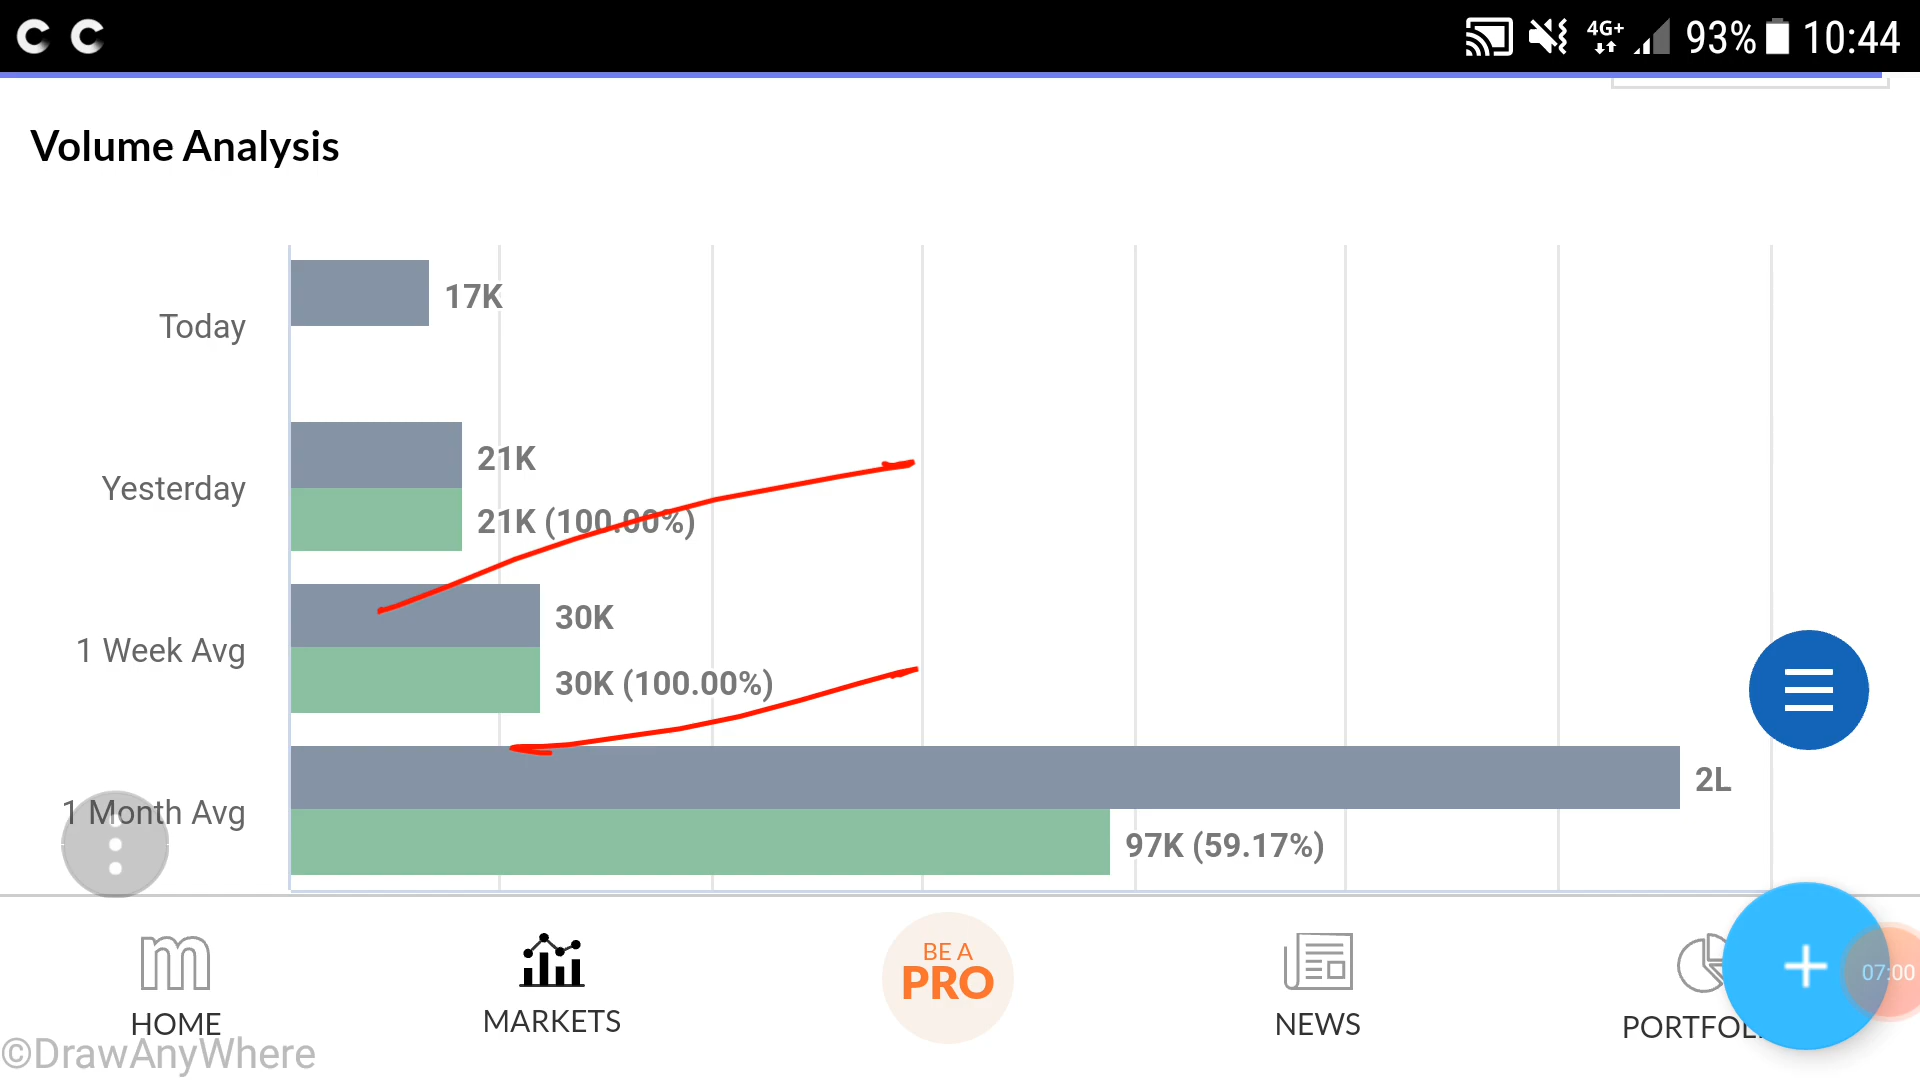 4G+ 93% 10:44
Volume Analysis
Today
17K
Yesterday
21K
21K (100.00%)
1 Week Avg
30K
30K (100.00%)
1 Month Avg
2L
97K (59.17%)
HOME
MARKETS
BE A
PRO
NEWS
07:00
©DrawAnyWhere